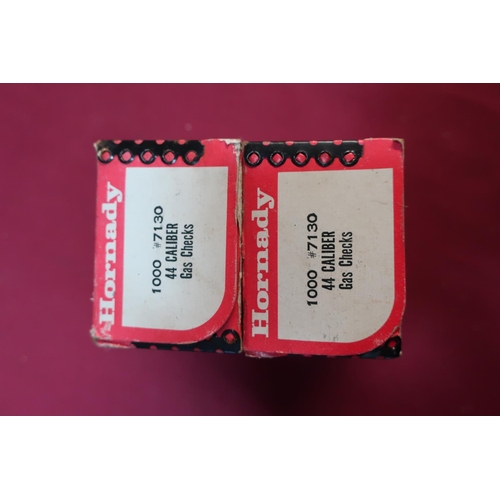 Hornady
1000 #7130
44 CALIBER
Gas Checks
Hornady
1000 #7130
44 CALIBER
Gas Checks